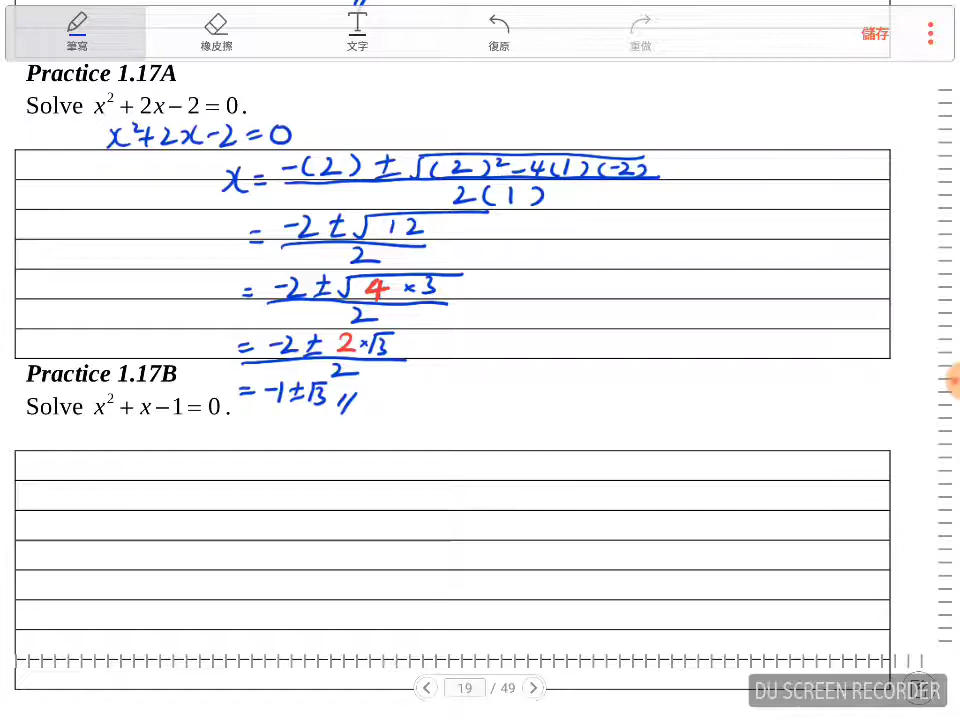 筆寫 橡皮擦 文字 復原 重做 儲存
Practice 1.17A
Solve x² + 2x − 2 = 0 .
x²+2x-2=0
x = -(2) ± √(2)²-4(1)(-2) / 2(1)
= -2 ± √12 / 2
= -2 ± √4 × 3 / 2
= -2 ± 2 × √3 / 2
= -1 ± √3 //
Practice 1.17B
Solve x² + x − 1 = 0 .
19 / 49
DU SCREEN RECORDER